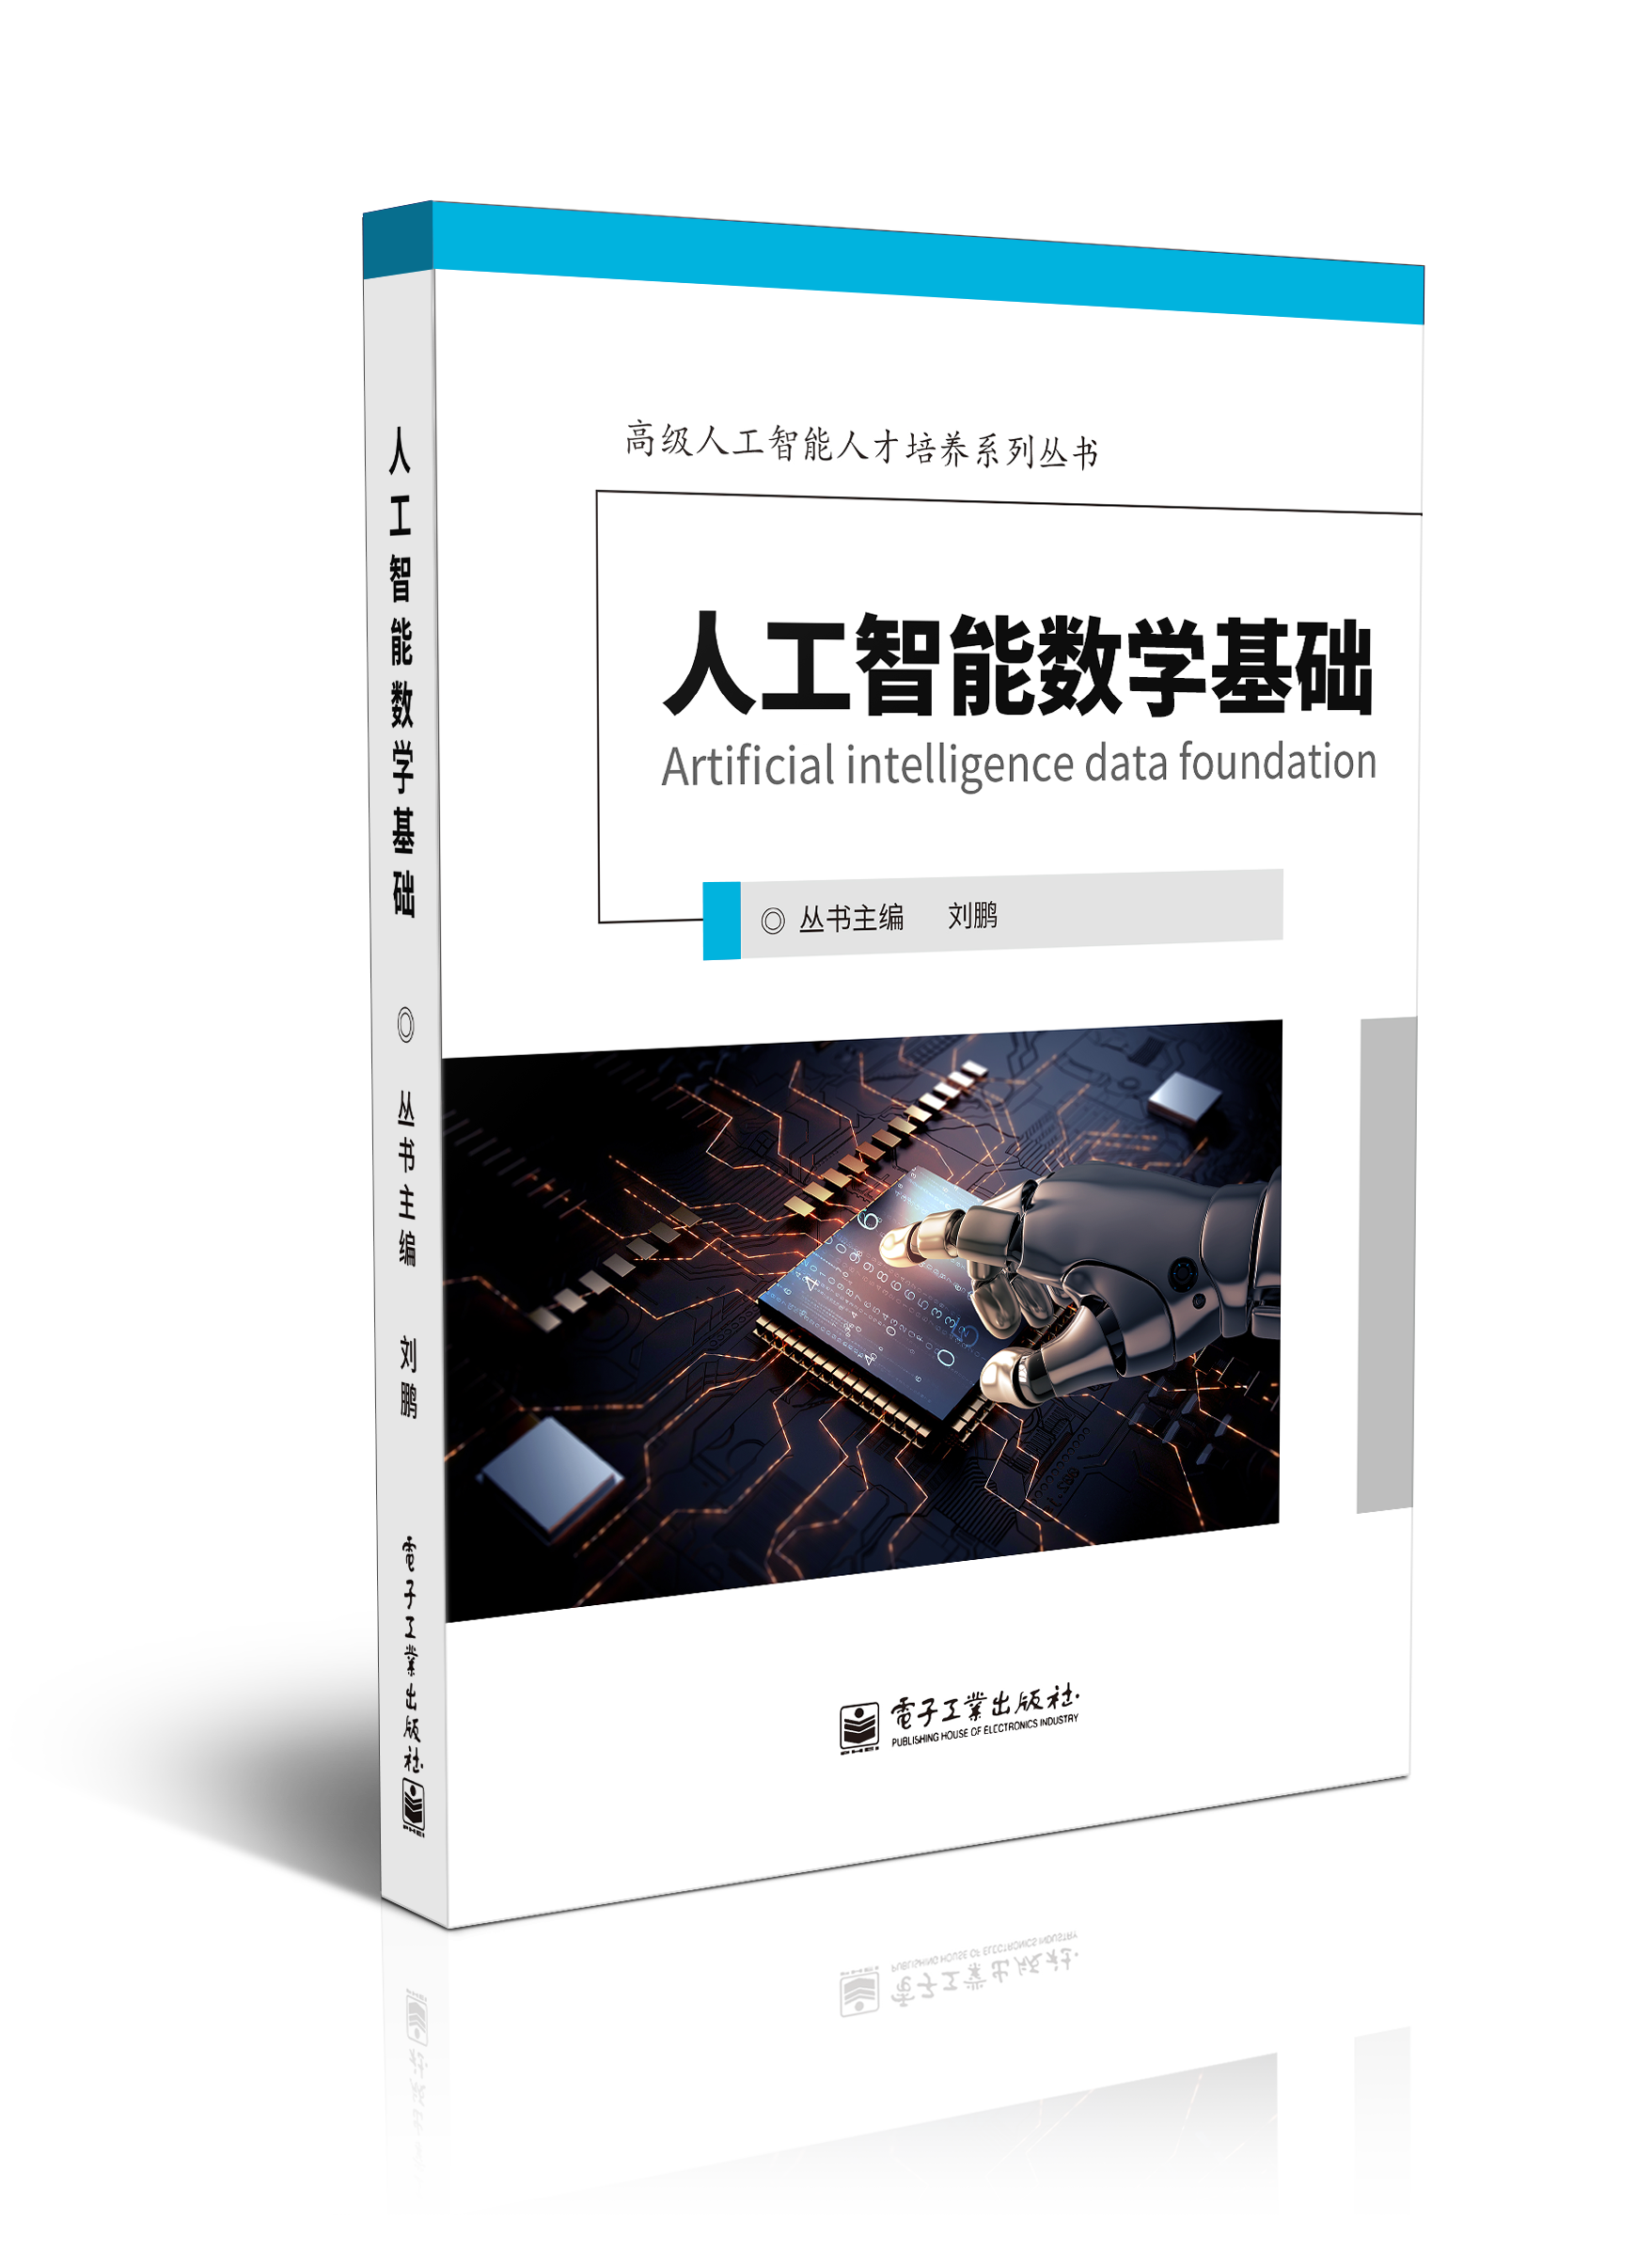 高级人工智能人才培养系列丛书
人工智能数学基础
Artificial intelligence data foundation
◎ 丛书主编 刘鹏
電子工業出版社
PUBLISHING HOUSE OF ELECTRONICS INDUSTRY
PHEI
人工智能数学基础 ◎ 丛书主编 刘鹏 電子工業出版社
PHEI